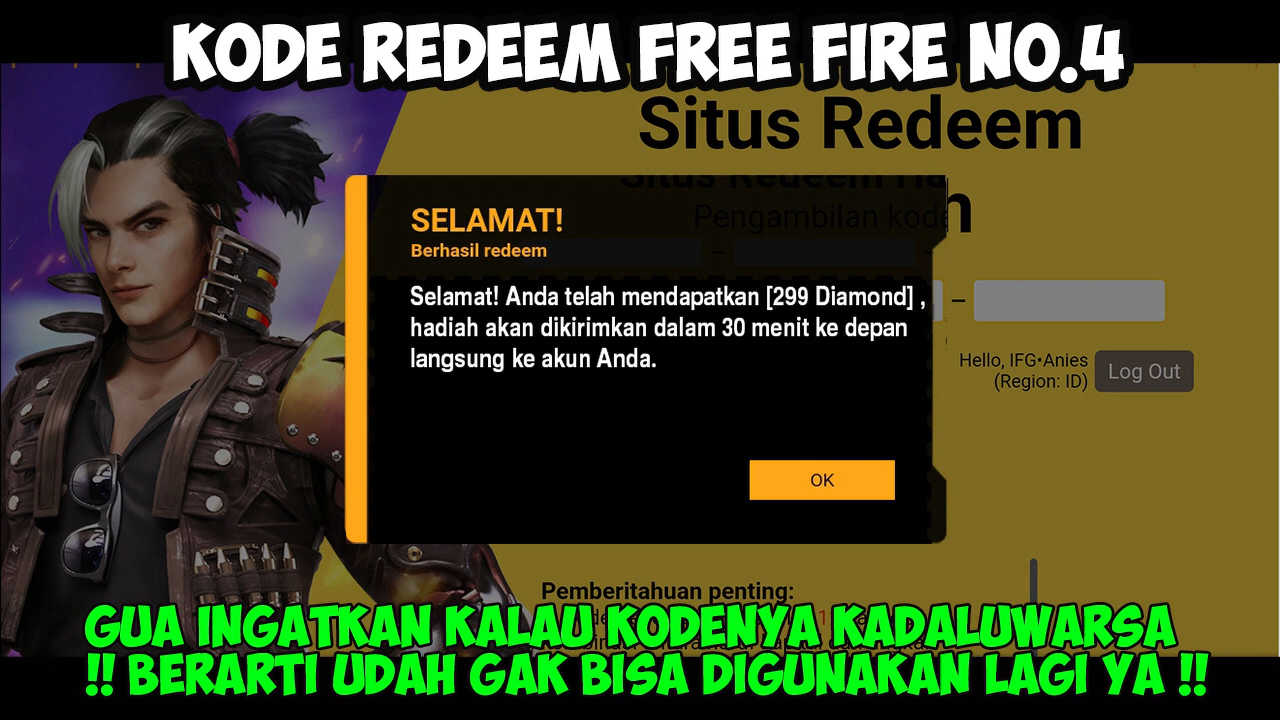 KODE REDEEM FREE FIRE NO.4
Situs Redeem
Pengambilan kode
SELAMAT!
Berhasil redeem
Selamat! Anda telah mendapatkan [299 Diamond] ,
hadiah akan dikirimkan dalam 30 menit ke depan
langsung ke akun Anda.
Hello, IFG•Anies
(Region: ID)
Log Out
OK
Pemberitahuan penting:
GUA INGATKAN KALAU KODENYA KADALUWARSA
!! BERARTI UDAH GAK BISA DIGUNAKAN LAGI YA !!